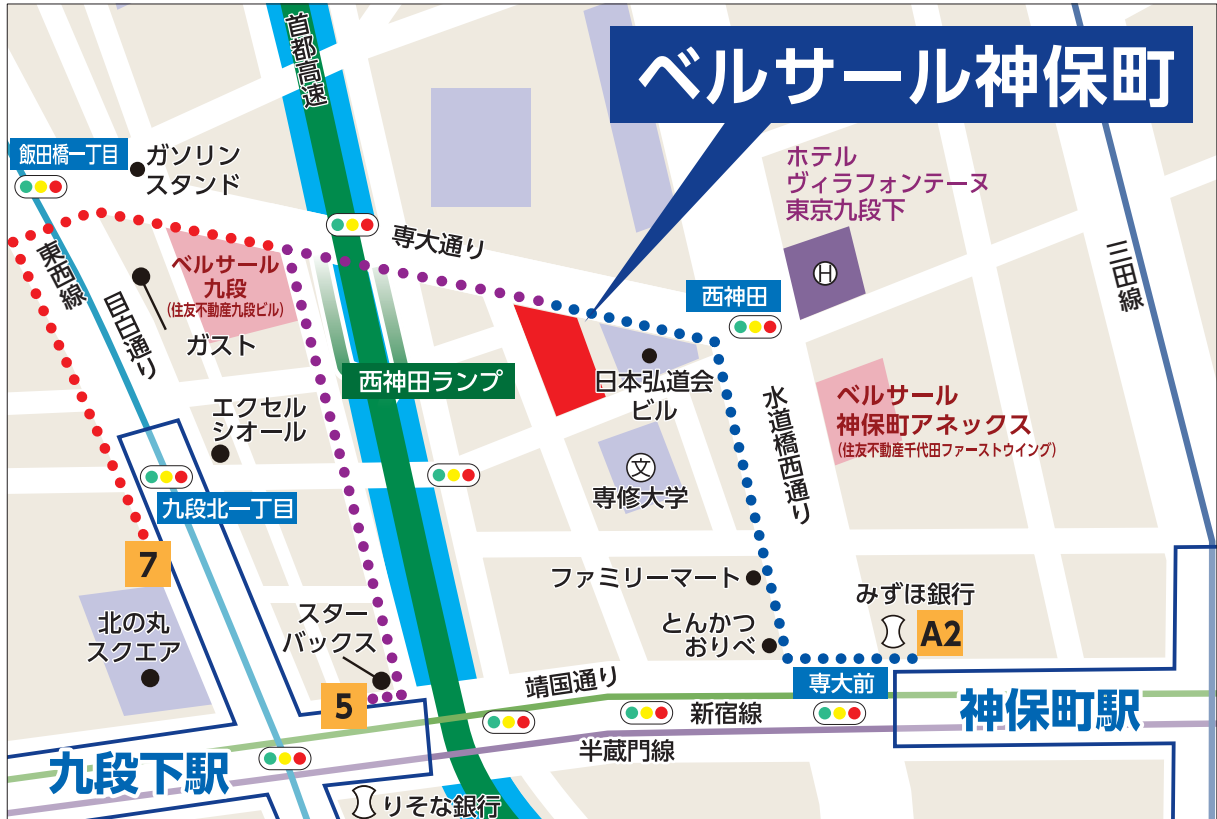 首都高速
ベルサール神保町
飯田橋一丁目
ガソリン
スタンド
ホテル
ヴィラフォンテーヌ
東京九段下
H
専大通り
東西線
三田線
ベルサール
九段
(住友不動産九段ビル)
西神田
目白通り
ガスト
西神田ランプ
日本弘道会
ビル
水道橋西通り
ベルサール
神保町アネックス
(住友不動産千代田ファーストウイング)
エクセル
シオール
文
専修大学
九段北一丁目
7
ファミリーマート
みずほ銀行
A2
北の丸
スクエア
スター
バックス
とんかつ
おりべ
5
靖国通り
専大前
新宿線
神保町駅
半蔵門線
九段下駅
りそな銀行